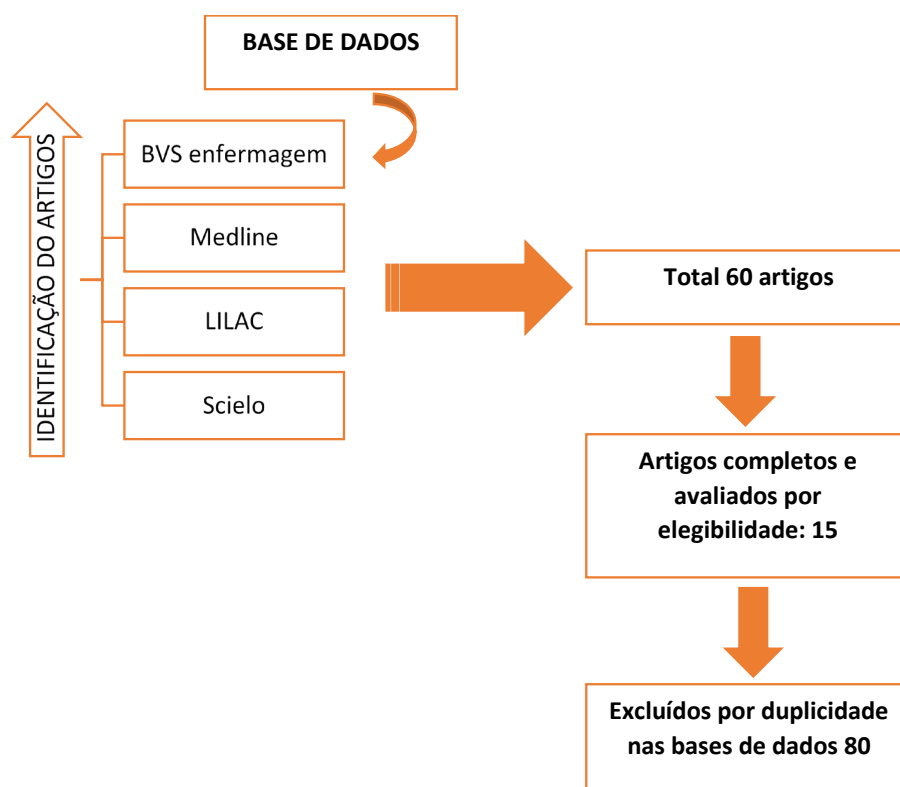 BASE DE DADOS
IDENTIFICAÇÃO DO ARTIGOS
BVS enfermagem
Medline
LILAC
Scielo
Total 60 artigos
Artigos completos e
avaliados por
elegibilidade: 15
Excluídos por duplicidade
nas bases de dados 80